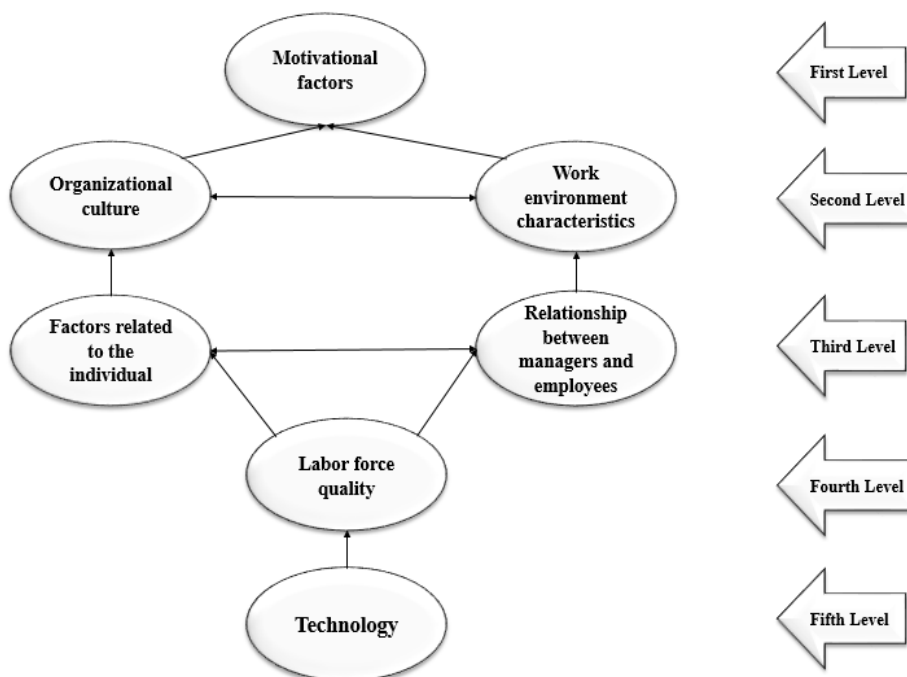 Motivational
factors
First Level
Organizational
culture
Work
environment
characteristics
Second Level
Factors related
to the
individual
Relationship
between
managers and
employees
Third Level
Labor force
quality
Fourth Level
Technology
Fifth Level